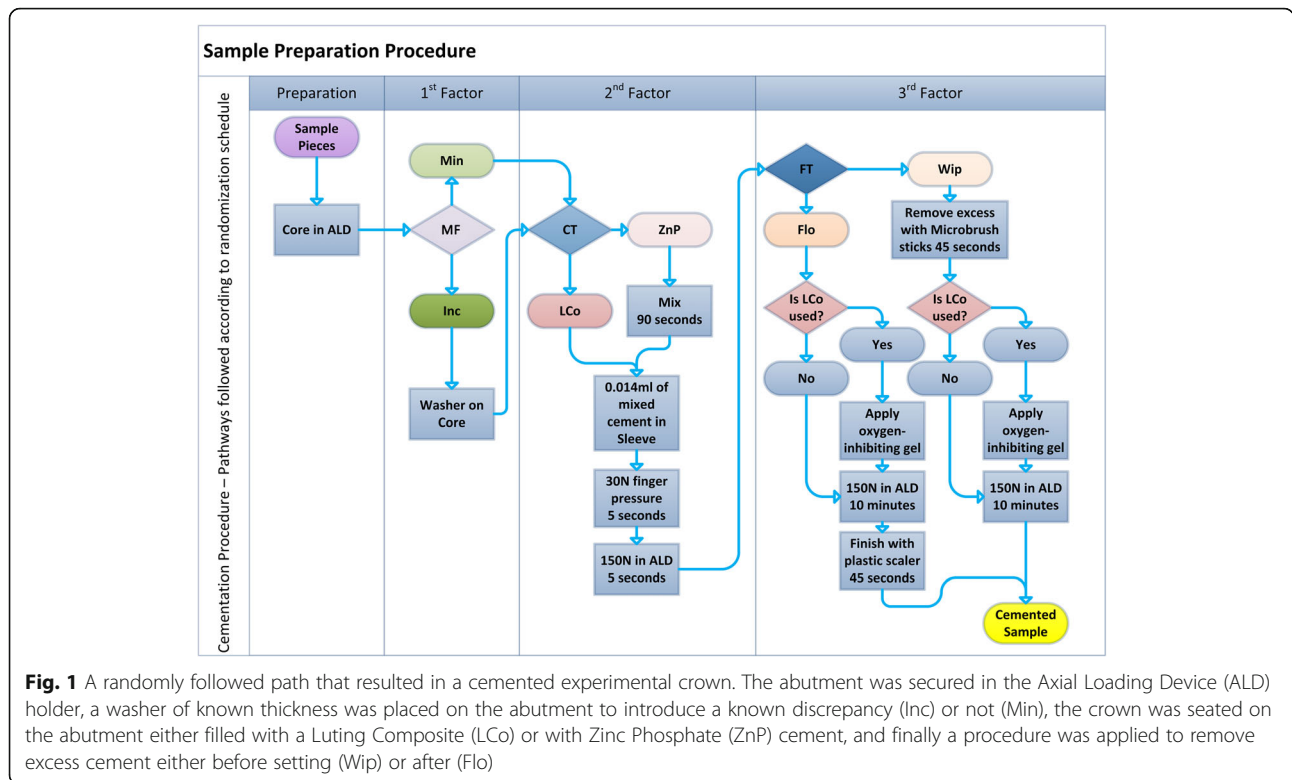 Sample Preparation Procedure
Cementation Procedure – Pathways followed according to randomization schedule
Preparation
1st Factor
2nd Factor
3rd Factor
Sample
Pieces
Core in ALD
Min
MF
Inc
Washer on
Core
CT
ZnP
LCo
Mix
90 seconds
0.014ml of
mixed
cement in
Sleeve
30N finger
pressure
5 seconds
150N in ALD
5 seconds
FT
Wip
Flo
Remove excess
with Microbrush
sticks 45 seconds
Is LCo
used?
Is LCo
used?
Yes
Yes
No
No
Apply
oxygen-
inhibiting gel
Apply
oxygen-
inhibiting gel
150N in ALD
10 minutes
150N in ALD
10 minutes
Finish with
plastic scaler
45 seconds
Cemented
Sample
Fig. 1 A randomly followed path that resulted in a cemented experimental crown. The abutment was secured in the Axial Loading Device (ALD)
holder, a washer of known thickness was placed on the abutment to introduce a known discrepancy (Inc) or not (Min), the crown was seated on
the abutment either filled with a Luting Composite (LCo) or with Zinc Phosphate (ZnP) cement, and finally a procedure was applied to remove
excess cement either before setting (Wip) or after (Flo)